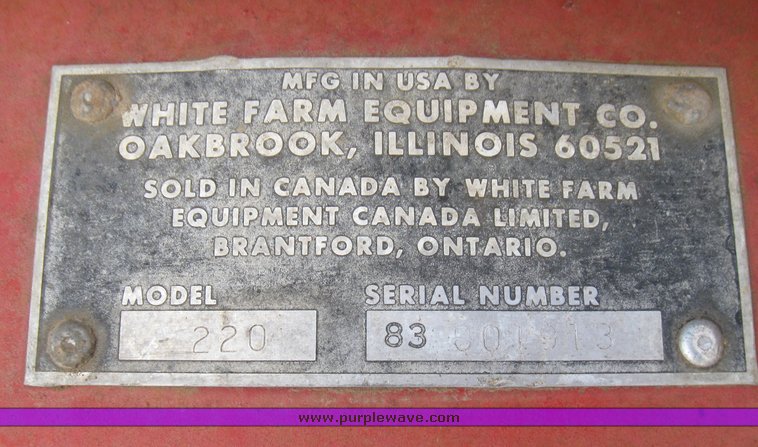 MFG IN USA BY
WHITE FARM EQUIPMENT CO.
OAKBROOK, ILLINOIS 60521
SOLD IN CANADA BY WHITE FARM
EQUIPMENT CANADA LIMITED,
BRANTFORD, ONTARIO.
MODEL SERIAL NUMBER
220 83
www.purplewave.com